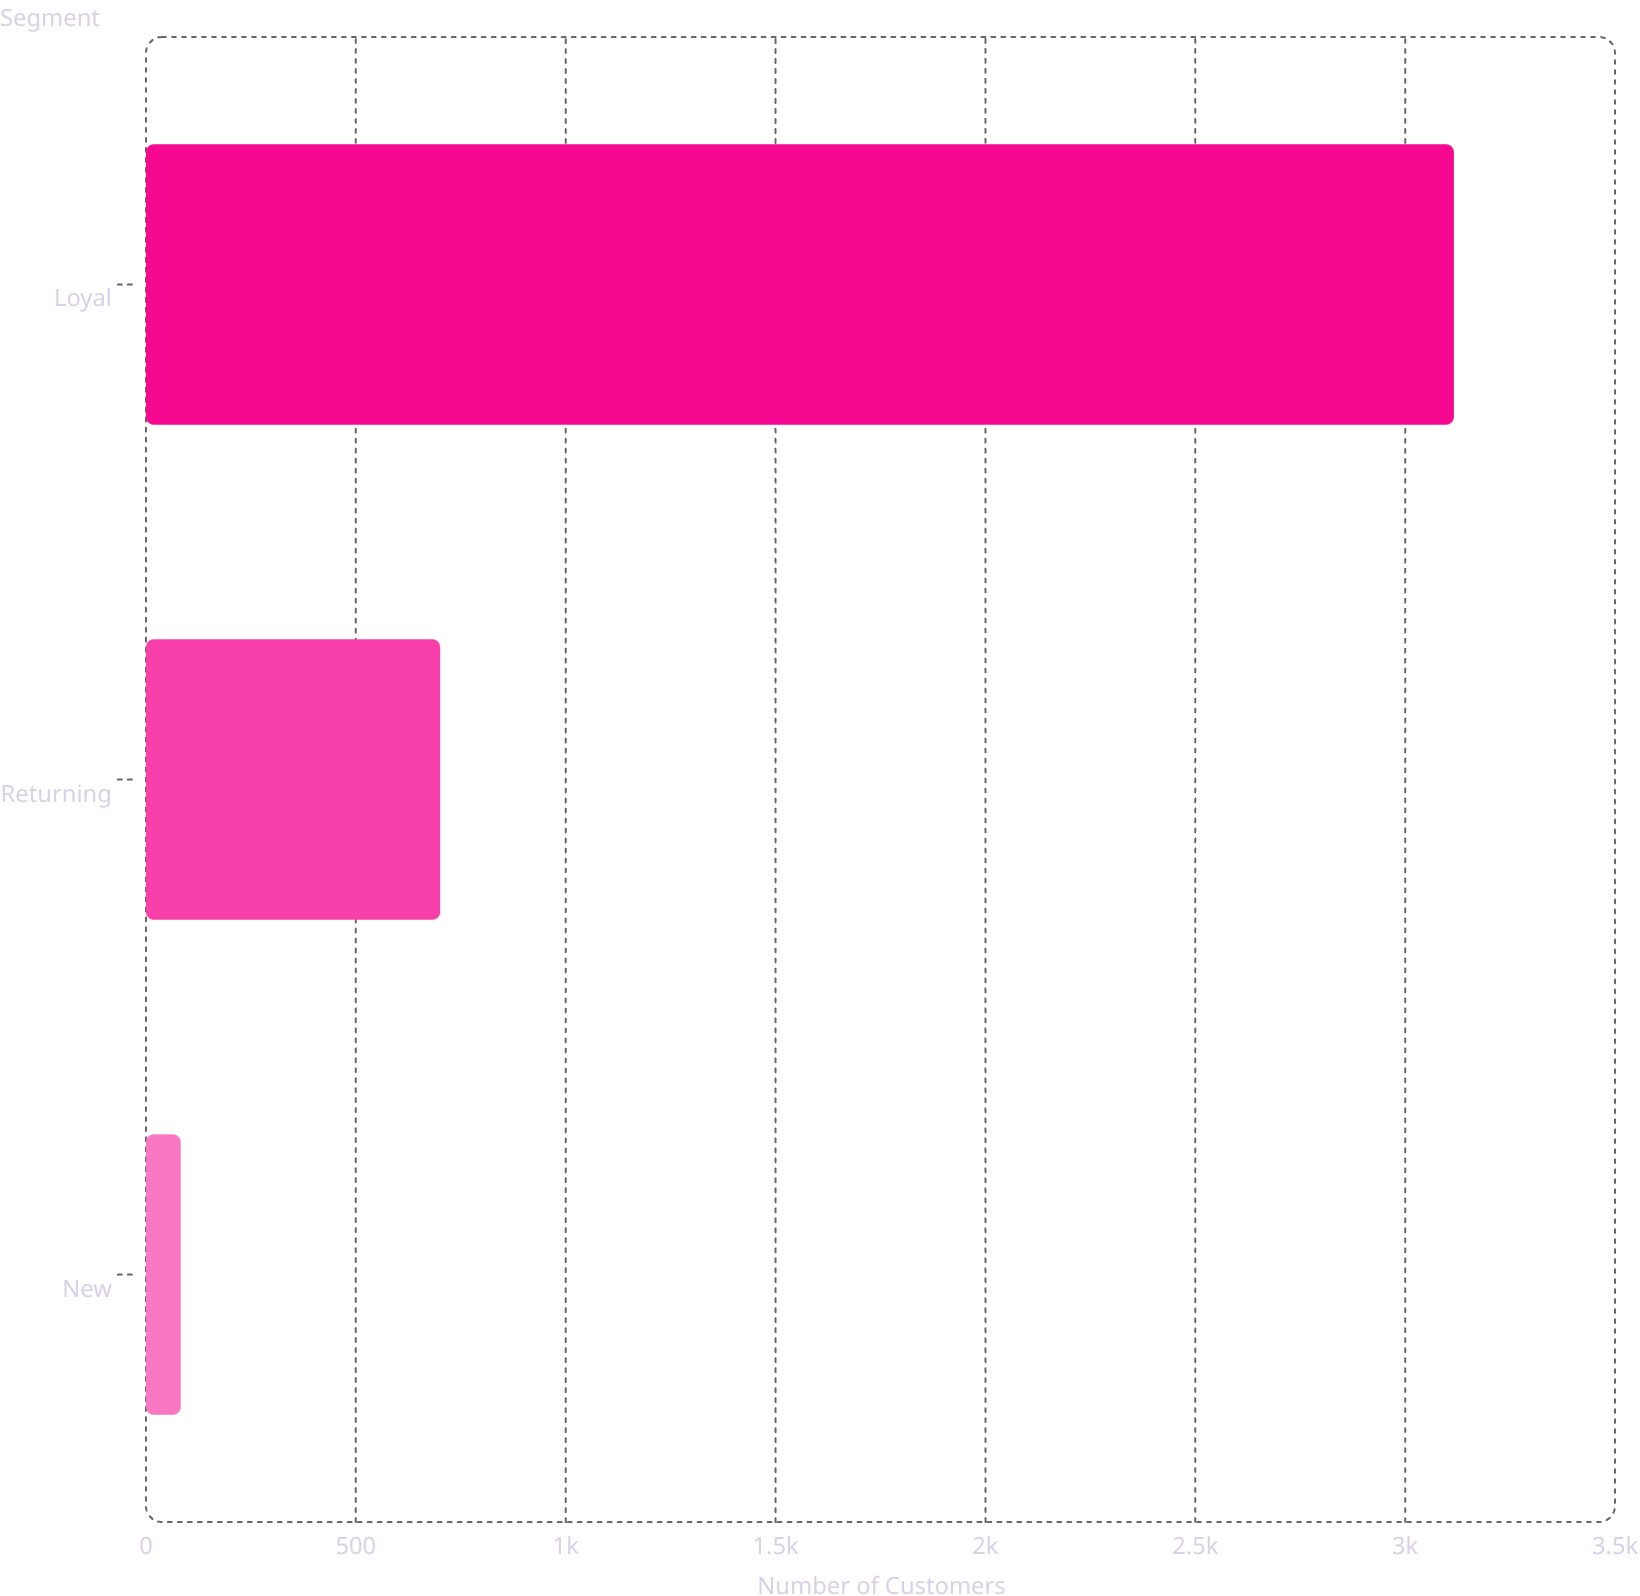 Segment
Loyal
Returning
New
0 500 1k 1.5k 2k 2.5k 3k 3.5k
Number of Customers